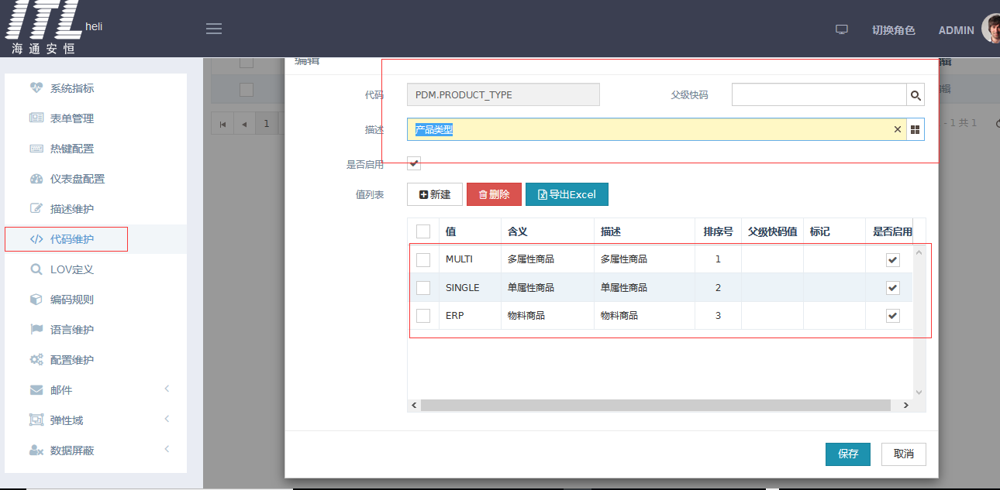 ITL
heli
海通安恒
切换角色
ADMIN
系统指标
表单管理
热键配置
仪表盘配置
描述维护
代码维护
LOV定义
编码规则
语言维护
配置维护
邮件
弹性域
数据屏蔽
1
- 1 共 1
编辑
辑
编辑
代码
PDM.PRODUCT_TYPE
父级快码
描述
产品类型
是否启用
值列表
新建
删除
导出Excel
值 含义 描述 排序号 父级快码值 标记 是否启用
MULTI 多属性商品 多属性商品 1
SINGLE 单属性商品 单属性商品 2
ERP 物料商品 物料商品 3
保存
取消